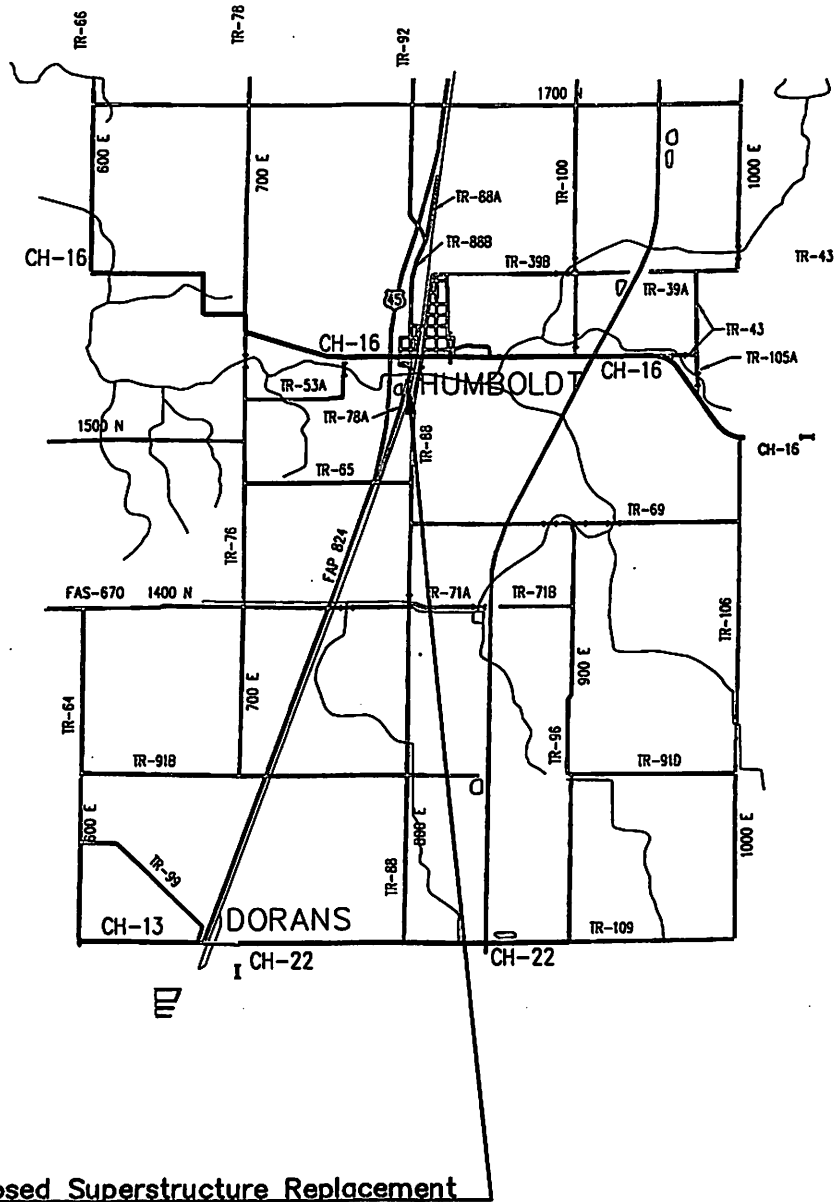 TR-66
TR-78
TR-92
1700 N
600 E
700 E
TR-100
1000 E
TR-88A
TR-88B
CH-16
TR-39B
TR-43
45
TR-39A
CH-16
TR-43
TR-105A
TR-53A
HUMBOLDT
CH-16
TR-78A
1500 N
TR-88
CH-16
TR-65
TR-76
TR-69
FAP 824
FAS-670 1400 N
TR-71A
TR-71B
TR-106
TR-64
700 E
900 E
TR-96
TR-91B
TR-91D
600 E
TR-99
TR-88
1000 E
CH-13
DORANS
CH-22
CH-22
TR-109
osed Superstructure Replacement